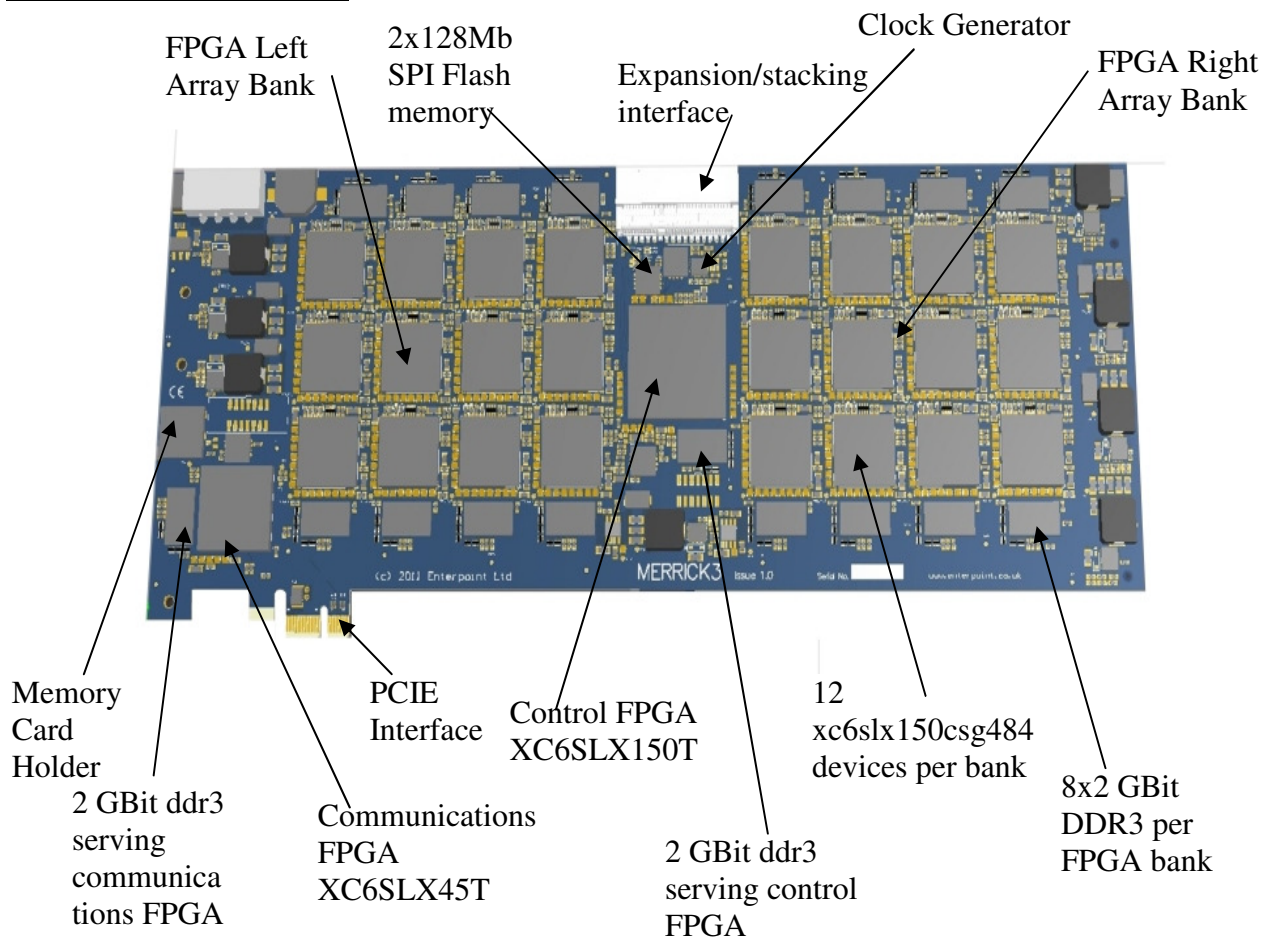 FPGA Left
Array Bank
2x128Mb
SPI Flash
memory
Expansion/stacking
interface
Clock Generator
FPGA Right
Array Bank
CE
(c) 2011 Enterpoint Ltd
MERRICK3 Issue 1.0
Serial No.
www.enterpoint.co.uk
Memory
Card
Holder
2 GBit ddr3
serving
communica
tions FPGA
Communications
FPGA
XC6SLX45T
PCIE
Interface
Control FPGA
XC6SLX150T
2 GBit ddr3
serving control
FPGA
12
xc6slx150csg484
devices per bank
8x2 GBit
DDR3 per
FPGA bank